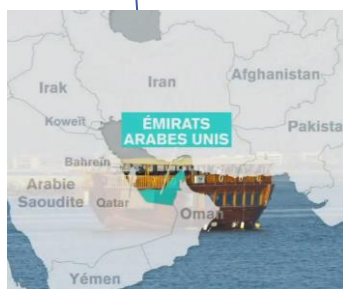 Irak
Iran
Afghanistan
Koweït
ÉMIRATS
ARABES UNIS
Pakista
Bahreïn
Arabie
Saoudite
Qatar
Oman
Yémen